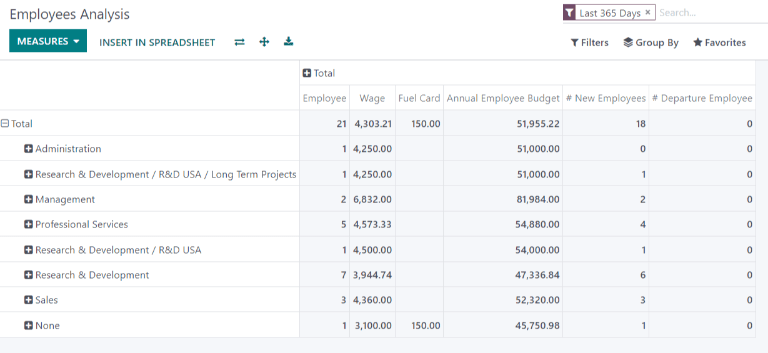 Employees Analysis
Last 365 Days × Search...
MEASURES INSERT IN SPREADSHEET Filters Group By Favorites
Total
Employee Wage Fuel Card Annual Employee Budget # New Employees # Departure Employee
Total 21 4,303.21 150.00 51,955.22 18 0
Administration 1 4,250.00 51,000.00 0 0
Research & Development / R&D USA / Long Term Projects 1 4,250.00 51,000.00 1 0
Management 2 6,832.00 81,984.00 2 0
Professional Services 5 4,573.33 54,880.00 4 0
Research & Development / R&D USA 1 4,500.00 54,000.00 1 0
Research & Development 7 3,944.74 47,336.84 6 0
Sales 3 4,360.00 52,320.00 3 0
None 1 3,100.00 150.00 45,750.98 1 0